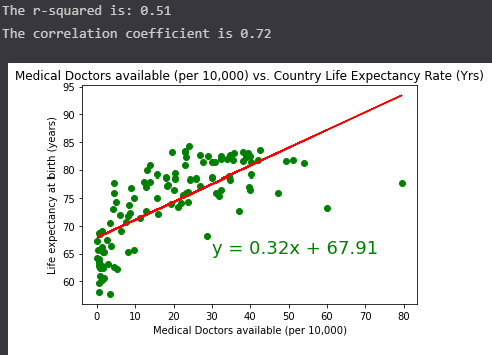 The r-squared is: 0.51
The correlation coefficient is 0.72
Medical Doctors available (per 10,000) vs. Country Life Expectancy Rate (Yrs)
95
90
85
80
75
70
65
60
Life expectancy at birth (years)
y = 0.32x + 67.91
0 10 20 30 40 50 60 70 80
Medical Doctors available (per 10,000)